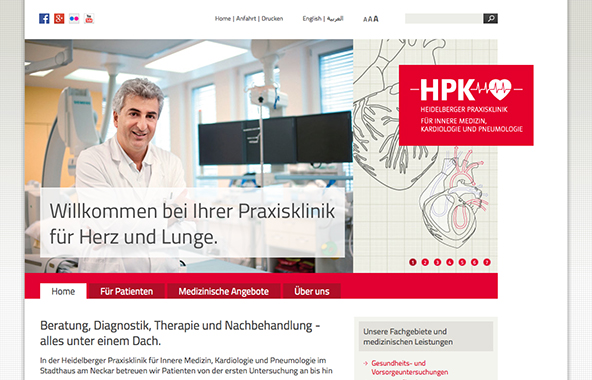 Home | Anfahrt | Drucken
English | العربية
AAA
HPK
HEIDELBERGER PRAXISKLINIK
FÜR INNERE MEDIZIN,
KARDIOLOGIE UND PNEUMOLOGIE
Willkommen bei Ihrer Praxisklinik
für Herz und Lunge.
1 2 3 4 5 6 7
Home Für Patienten Medizinische Angebote Über uns
Beratung, Diagnostik, Therapie und Nachbehandlung -
alles unter einem Dach.
In der Heidelberger Praxisklinik für Innere Medizin, Kardiologie und Pneumologie im
Stadthaus am Neckar betreuen wir Patienten von der ersten Untersuchung an bis hin
Unsere Fachgebiete und
medizinischen Leistungen
Gesundheits- und
Vorsorgeuntersuchungen